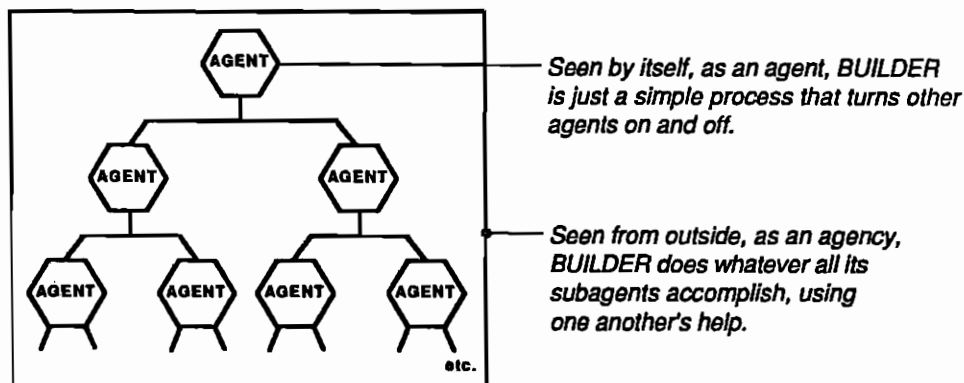 AGENT
Seen by itself, as an agent, BUILDER
is just a simple process that turns other
agents on and off.
AGENT AGENT
Seen from outside, as an agency,
BUILDER does whatever all its
subagents accomplish, using
one another's help.
AGENT AGENT AGENT AGENT
etc.